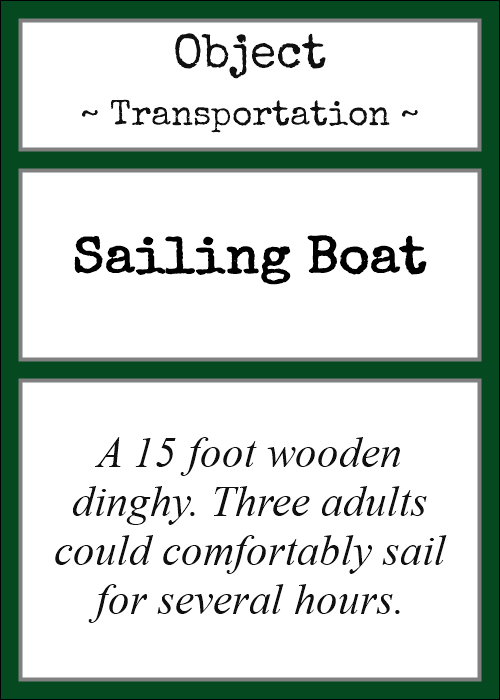 Object
~ Transportation ~
Sailing Boat
A 15 foot wooden
dinghy. Three adults
could comfortably sail
for several hours.